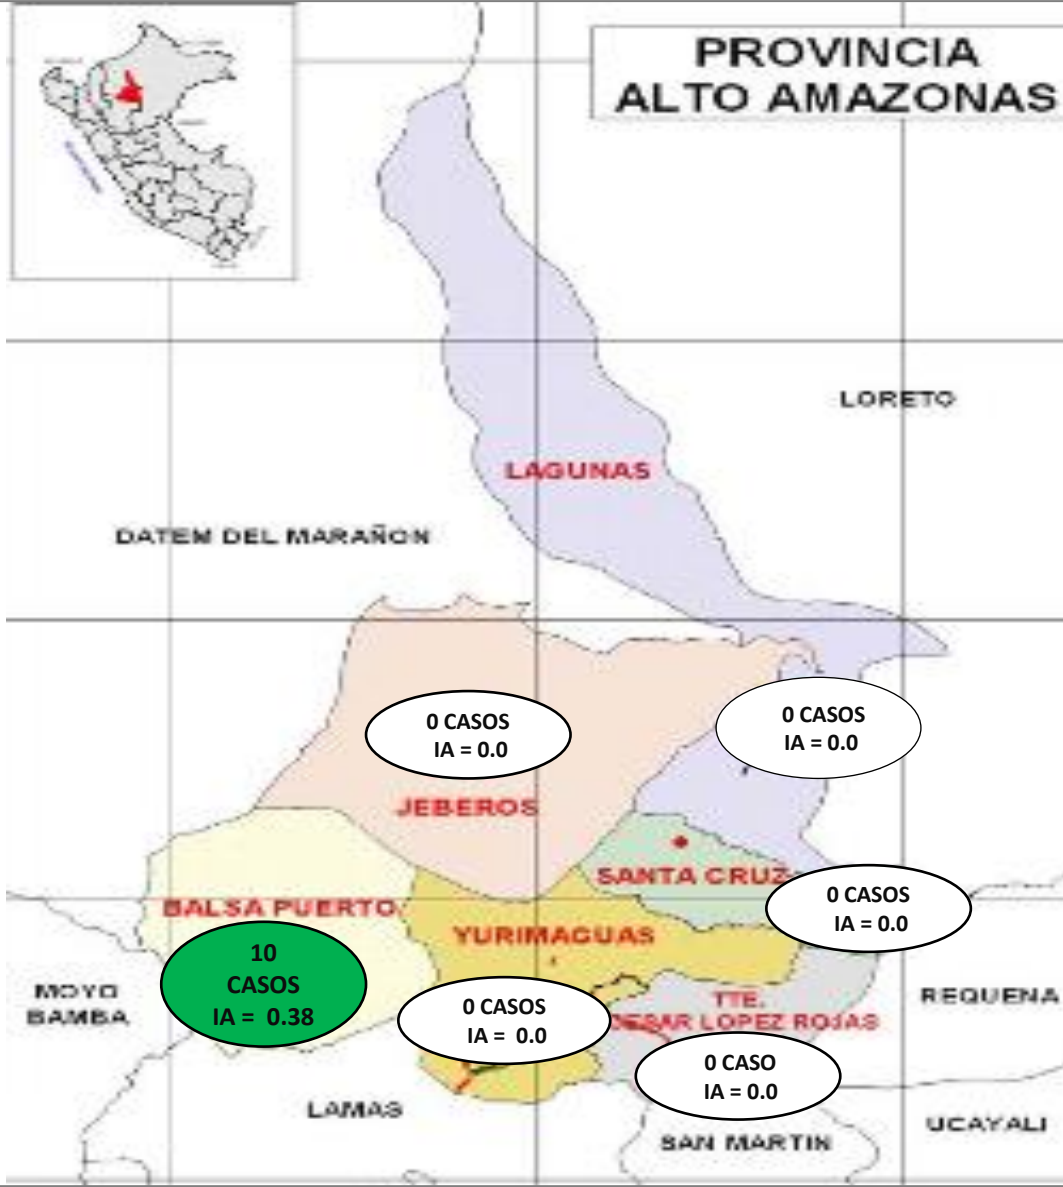 PROVINCIA
ALTO AMAZONAS
LORETO
LAGUNAS
DATEM DEL MARAÑON
0 CASOS
IA = 0.0
0 CASOS
IA = 0.0
JEBEROS
SANTA CRUZ
0 CASOS
IA = 0.0
BALSA PUERTO
YURIMAGUAS
10
CASOS
IA = 0.38
MOYO
BAMBA
0 CASOS
IA = 0.0
TTE.
CESAR LOPEZ ROJAS
REQUENA
0 CASO
IA = 0.0
LAMAS
SAN MARTIN
UCAYALI